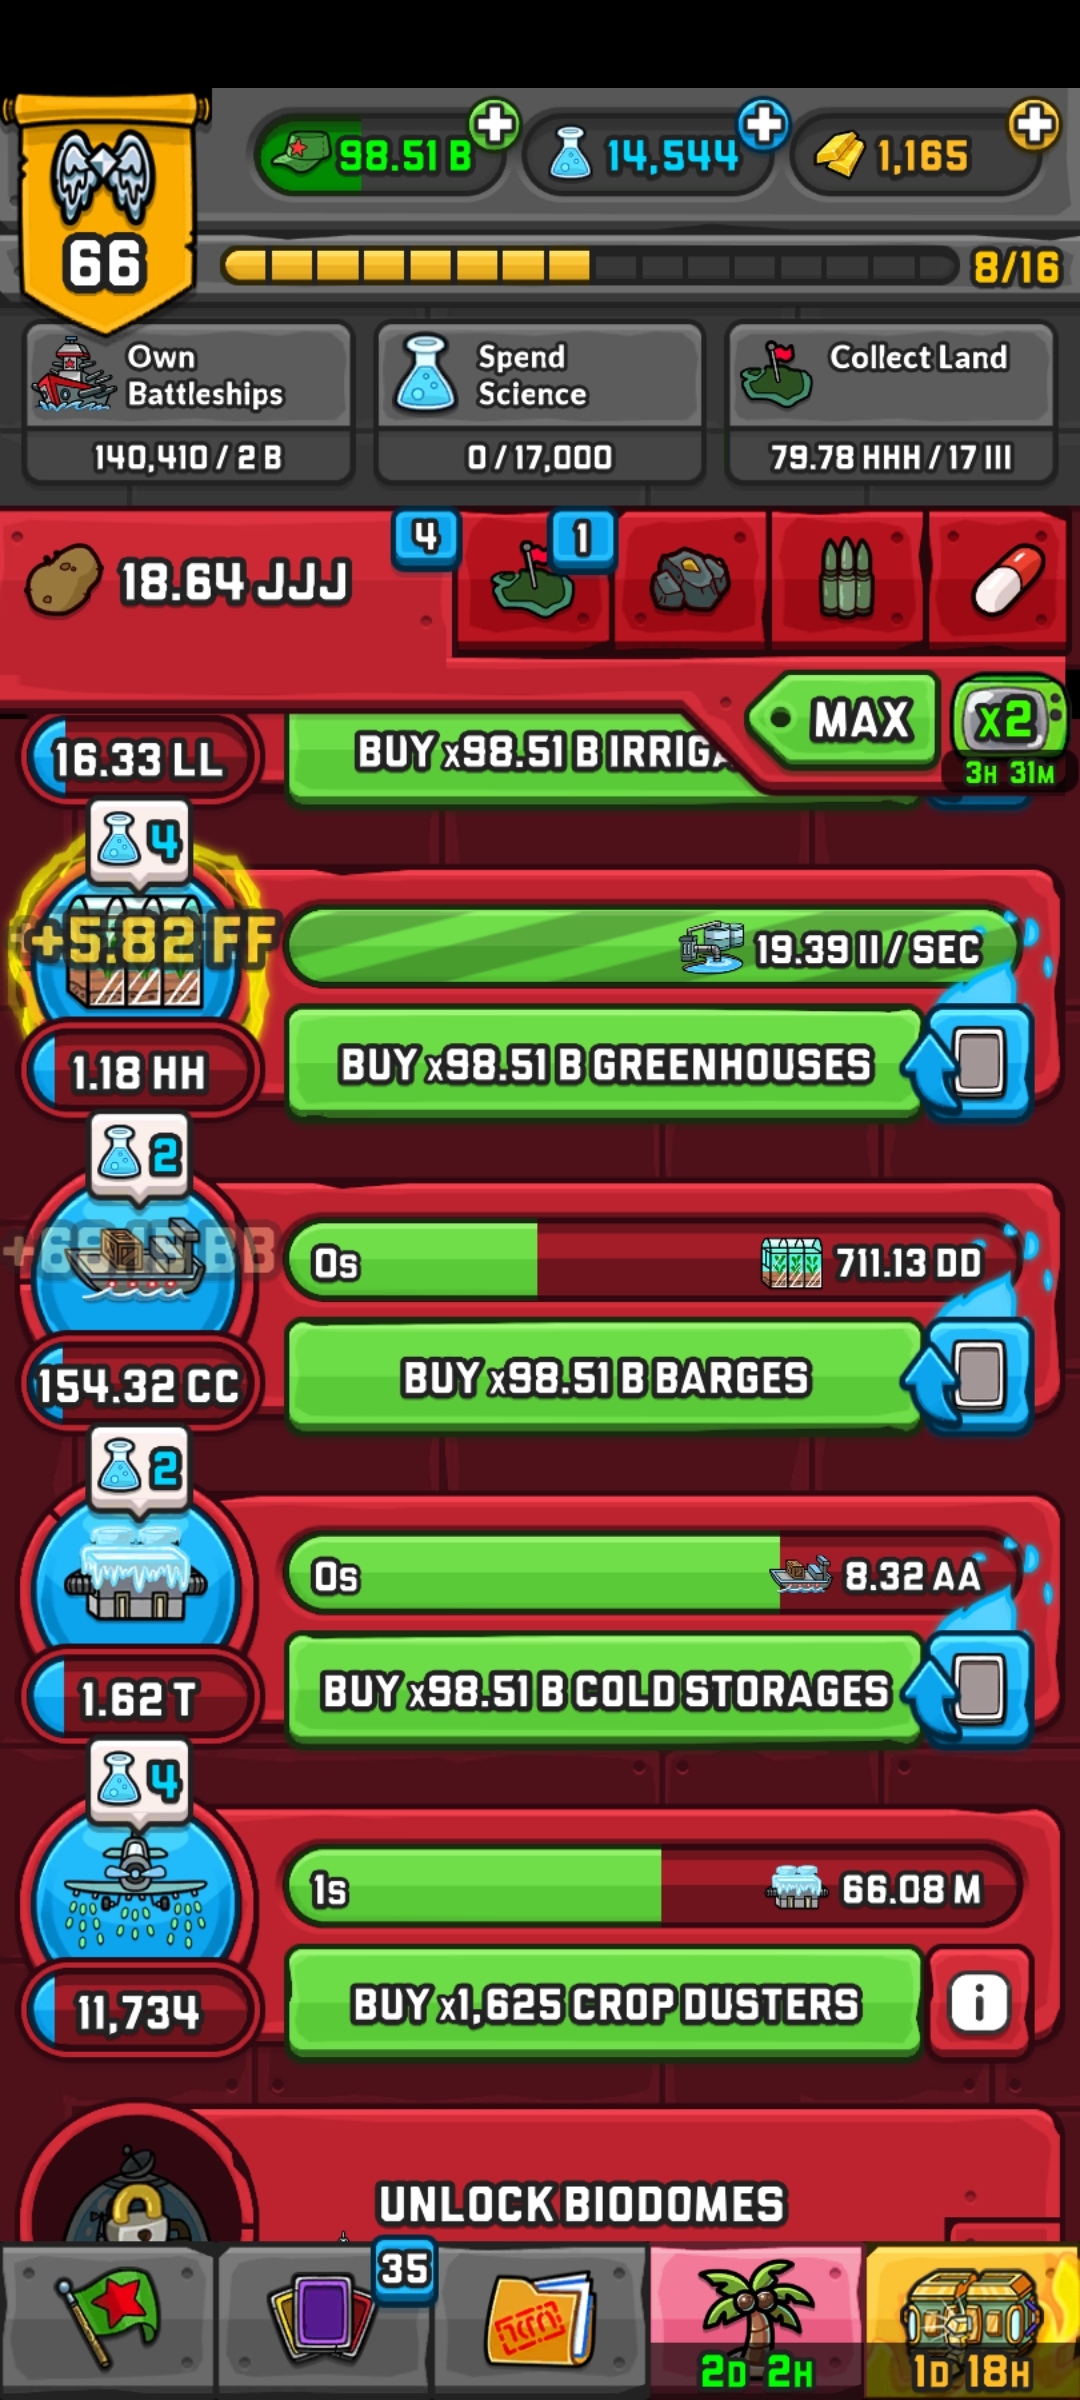 98.51 B
14,544
1,165
66
8/16
Own
Battleships
140,410 / 2 B
Spend
Science
0 / 17,000
Collect Land
79.78 HHH / 17 III
18.64 JJJ
4
1
MAX
x2
3H 31M
16.33 LL
BUY x98.51 B IRRIGA
4
+5.82 FF
19.39 II / SEC
1.18 HH
BUY x98.51 B GREENHOUSES
2
0s
711.13 DD
154.32 CC
BUY x98.51 B BARGES
2
0s
8.32 AA
1.62 T
BUY x98.51 B COLD STORAGES
4
1s
66.08 M
11,734
BUY x1,625 CROP DUSTERS
i
UNLOCK BIODOMES
35
2D 2H
1D 18H